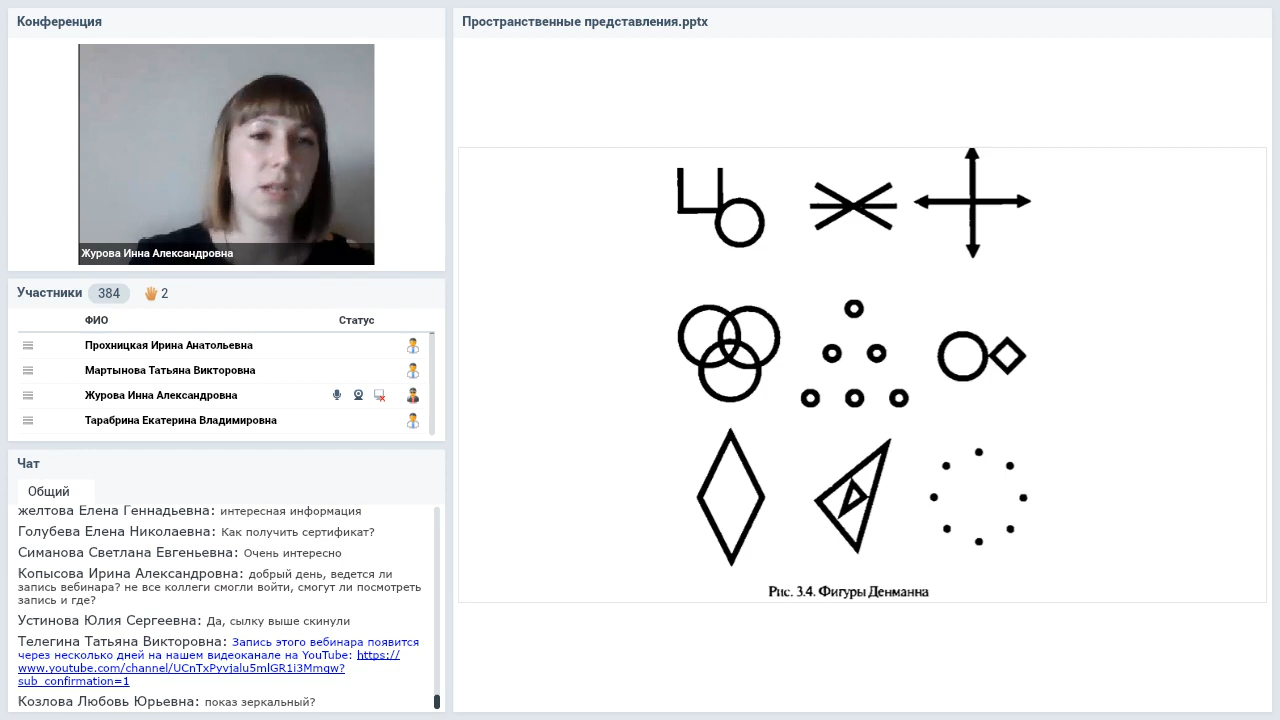 Конференция
Журова Инна Александровна
Участники 384 2
ФИО Статус
Прохницкая Ирина Анатольевна
Мартынова Татьяна Викторовна
Журова Инна Александровна
Тарабрина Екатерина Владимировна
Чат
Общий
желтова Елена Геннадьевна: интересная информация
Голубева Елена Николаевна: Как получить сертификат?
Симанова Светлана Евгеньевна: Очень интересно
Копысова Ирина Александровна: добрый день, ведется ли
запись вебинара? не все коллеги смогли войти, смогут ли посмотреть
запись и где?
Устинова Юлия Сергеевна: Да, сылку выше скинули
Телегина Татьяна Викторовна: Запись этого вебинара появится
через несколько дней на нашем видеоканале на YouTube: https://
www.youtube.com/channel/UCnTxPyvjalu5mlGR1i3Mmqw?
sub_confirmation=1
Козлова Любовь Юрьевна: показ зеркальный?
Пространственные представления.pptx
Рис. 3.4. Фигуры Денманна